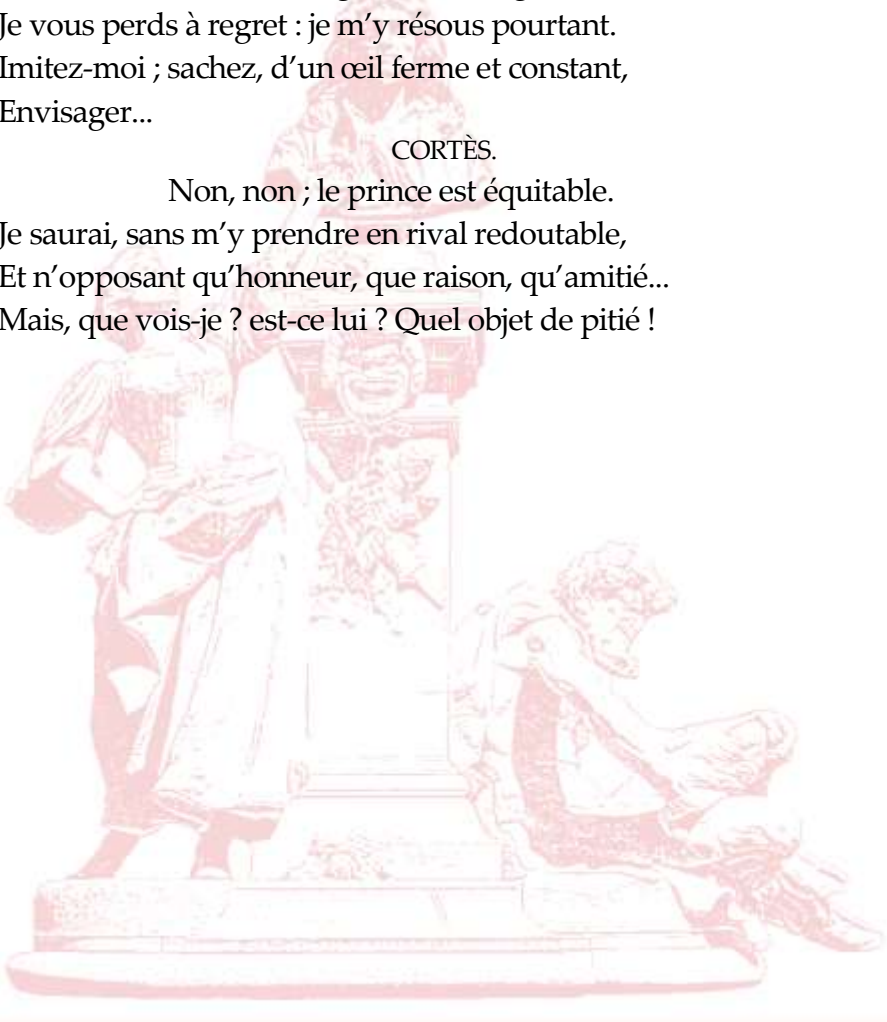 Je vous perds à regret : je m’y résous pourtant.
Imitez-moi ; sachez, d’un œil ferme et constant,
Envisager...
CORTÈS.
Non, non ; le prince est équitable.
Je saurai, sans m’y prendre en rival redoutable,
Et n’opposant qu’honneur, que raison, qu’amitié...
Mais, que vois-je ? est-ce lui ? Quel objet de pitié !